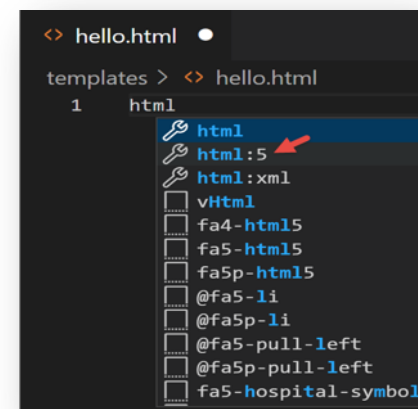 <> hello.html ●
templates > <> hello.html
1 html
html
html:5
html:xml
vHtml
fa4-html5
fa5-html5
fa5p-html5
@fa5-li
@fa5p-li
@fa5-pull-left
@fa5p-pull-left
fa5-hospital-symbol